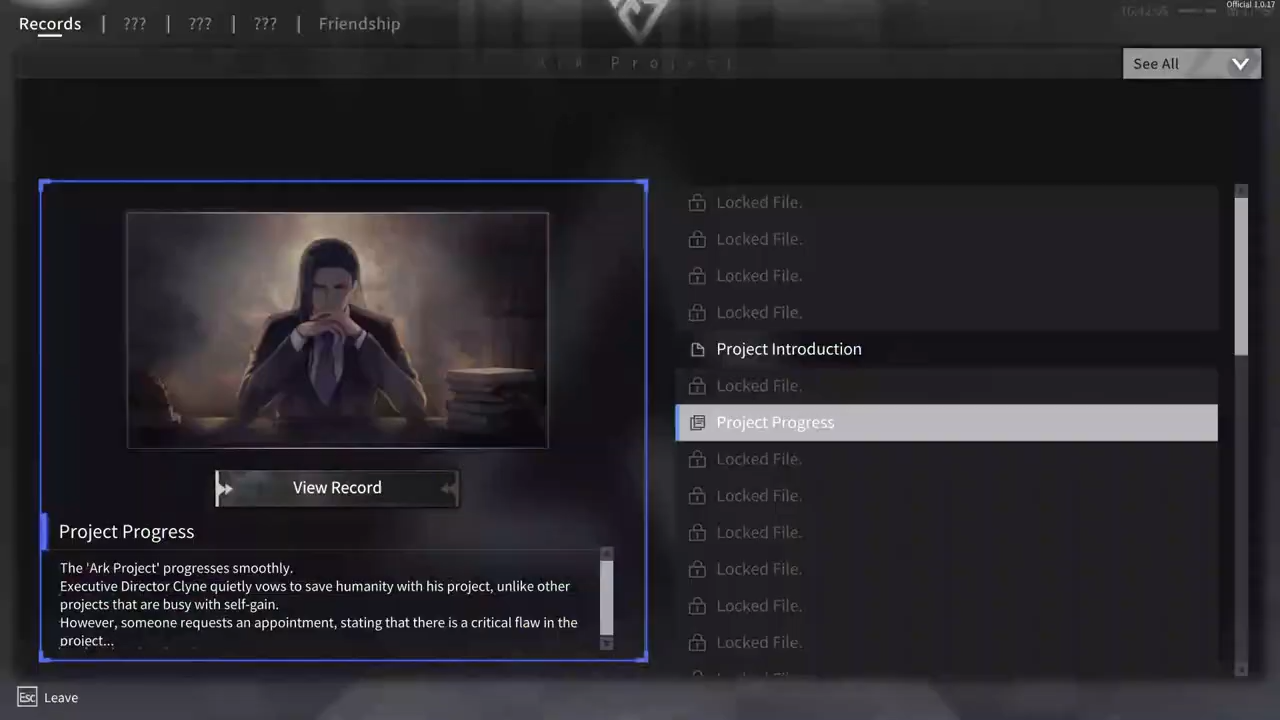 Records | ??? | ??? | ??? | Friendship
Official 1.0.17
Ark Project
See All
Locked File.
Locked File.
Locked File.
Locked File.
Project Introduction
Locked File.
Project Progress
Locked File.
Locked File.
Locked File.
Locked File.
Locked File.
Locked File.
View Record
Project Progress
The 'Ark Project' progresses smoothly.
Executive Director Clyne quietly vows to save humanity with his project, unlike other
projects that are busy with self-gain.
However, someone requests an appointment, stating that there is a critical flaw in the
project...
Esc Leave